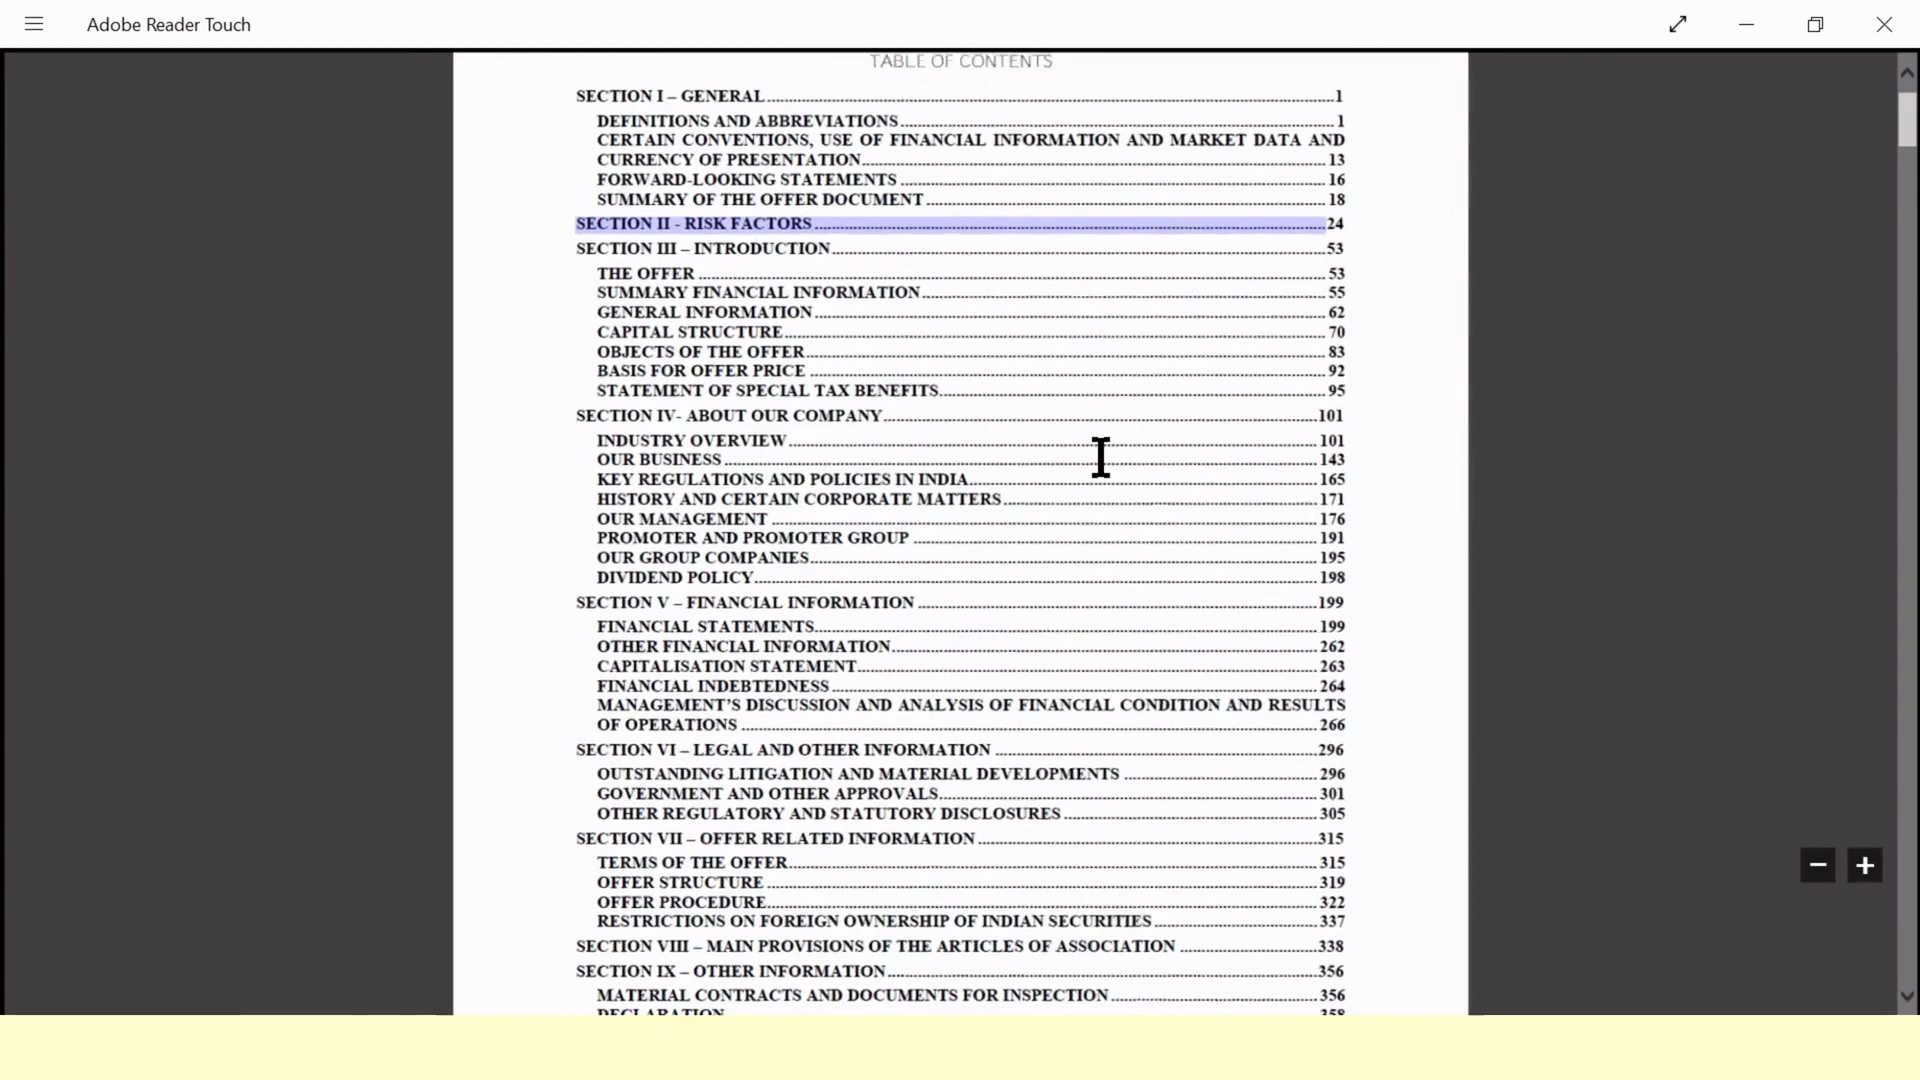 Adobe Reader Touch
TABLE OF CONTENTS
SECTION I – GENERAL 1
DEFINITIONS AND ABBREVIATIONS 1
CERTAIN CONVENTIONS, USE OF FINANCIAL INFORMATION AND MARKET DATA AND
CURRENCY OF PRESENTATION 13
FORWARD-LOOKING STATEMENTS 16
SUMMARY OF THE OFFER DOCUMENT 18
SECTION II - RISK FACTORS 24
SECTION III – INTRODUCTION 53
THE OFFER 53
SUMMARY FINANCIAL INFORMATION 55
GENERAL INFORMATION 62
CAPITAL STRUCTURE 70
OBJECTS OF THE OFFER 83
BASIS FOR OFFER PRICE 92
STATEMENT OF SPECIAL TAX BENEFITS 95
SECTION IV- ABOUT OUR COMPANY 101
INDUSTRY OVERVIEW 101
OUR BUSINESS 143
KEY REGULATIONS AND POLICIES IN INDIA 165
HISTORY AND CERTAIN CORPORATE MATTERS 171
OUR MANAGEMENT 176
PROMOTER AND PROMOTER GROUP 191
OUR GROUP COMPANIES 195
DIVIDEND POLICY 198
SECTION V – FINANCIAL INFORMATION 199
FINANCIAL STATEMENTS 199
OTHER FINANCIAL INFORMATION 262
CAPITALISATION STATEMENT 263
FINANCIAL INDEBTEDNESS 264
MANAGEMENT'S DISCUSSION AND ANALYSIS OF FINANCIAL CONDITION AND RESULTS
OF OPERATIONS 266
SECTION VI – LEGAL AND OTHER INFORMATION 296
OUTSTANDING LITIGATION AND MATERIAL DEVELOPMENTS 296
GOVERNMENT AND OTHER APPROVALS 301
OTHER REGULATORY AND STATUTORY DISCLOSURES 305
SECTION VII – OFFER RELATED INFORMATION 315
TERMS OF THE OFFER 315
OFFER STRUCTURE 319
OFFER PROCEDURE 322
RESTRICTIONS ON FOREIGN OWNERSHIP OF INDIAN SECURITIES 337
SECTION VIII – MAIN PROVISIONS OF THE ARTICLES OF ASSOCIATION 338
SECTION IX – OTHER INFORMATION 356
MATERIAL CONTRACTS AND DOCUMENTS FOR INSPECTION 356
DECLARATION 358